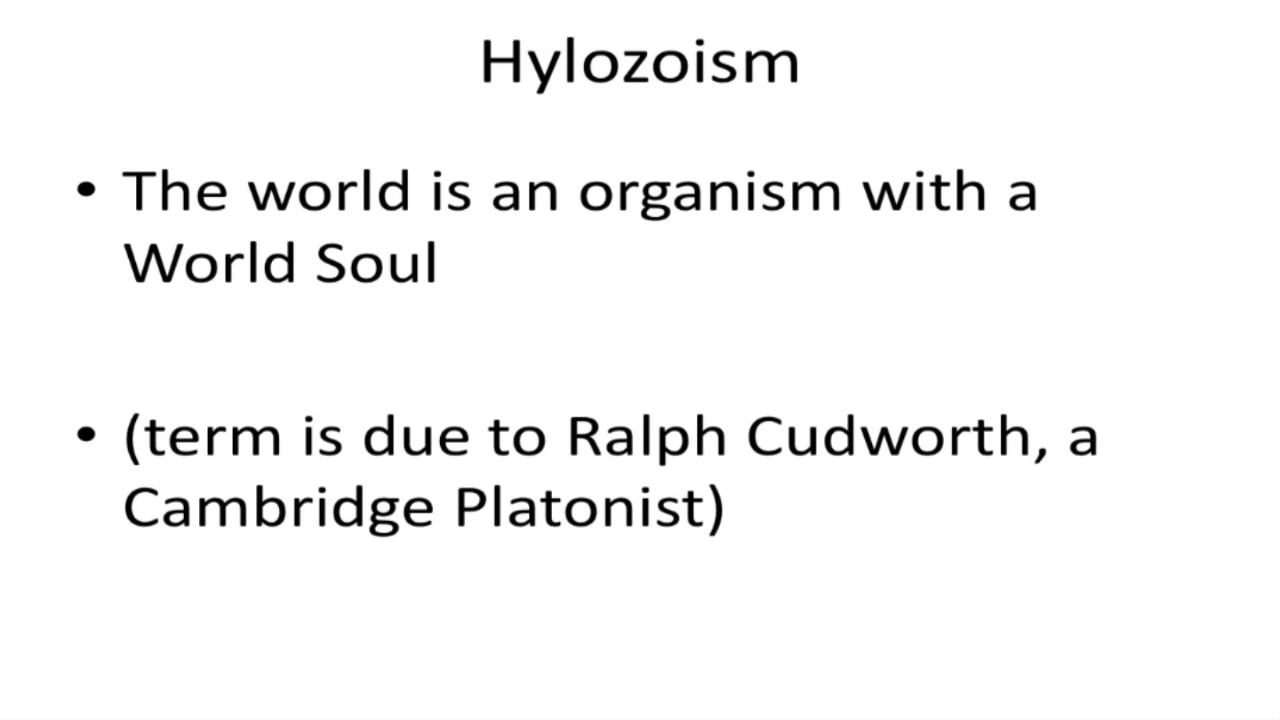 Hylozoism
• The world is an organism with a
World Soul
• (term is due to Ralph Cudworth, a
Cambridge Platonist)